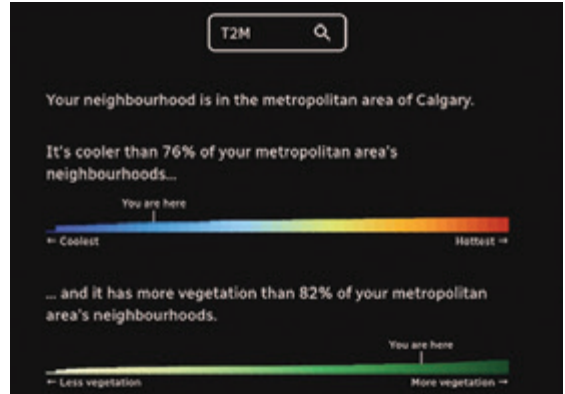 T2M
Your neighbourhood is in the metropolitan area of Calgary.
It's cooler than 76% of your metropolitan area's
neighbourhoods...
You are here
← Coolest
Hottest →
... and it has more vegetation than 82% of your metropolitan
area's neighbourhoods.
You are here
← Less vegetation
More vegetation →